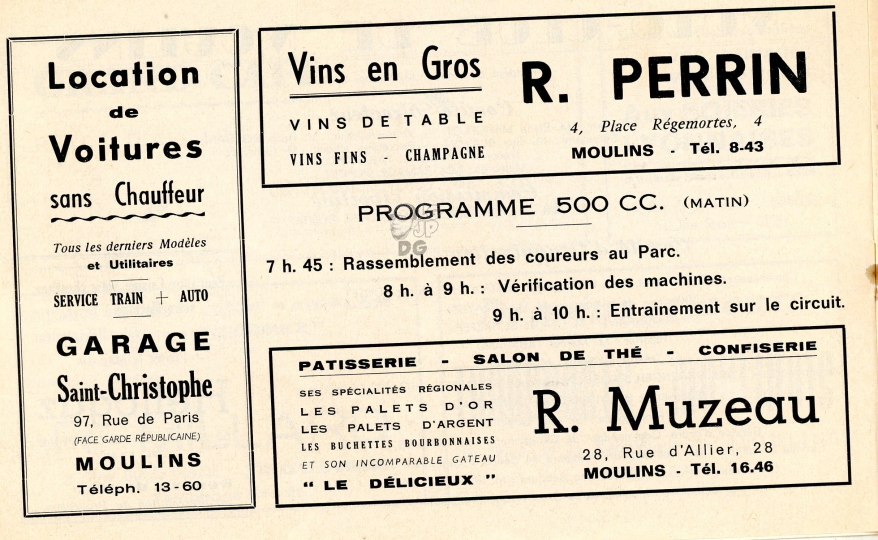 Location
de
Voitures
sans Chauffeur
Tous les derniers Modèles
et Utilitaires
SERVICE TRAIN + AUTO
GARAGE
Saint-Christophe
97, Rue de Paris
(FACE GARDE RÉPUBLICAINE)
MOULINS
Téléph. 13-60
Vins en Gros
VINS DE TABLE
VINS FINS - CHAMPAGNE
R. PERRIN
4, Place Régemortes, 4
MOULINS - Tél. 8-43
PROGRAMME 500 CC. (MATIN)
JP
DG
7 h. 45 : Rassemblement des coureurs au Parc.
8 h. à 9 h. : Vérification des machines.
9 h. à 10 h. : Entraînement sur le circuit.
PATISSERIE - SALON DE THÉ - CONFISERIE
SES SPÉCIALITÉS RÉGIONALES
LES PALETS D'OR
LES PALETS D'ARGENT
LES BUCHETTES BOURBONNAISES
ET SON INCOMPARABLE GATEAU
" LE DÉLICIEUX "
R. Muzeau
28, Rue d'Allier, 28
MOULINS - Tél. 16.46